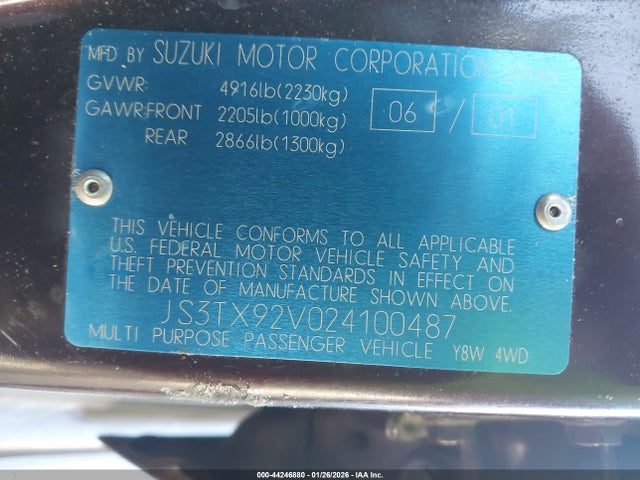 MFD BY SUZUKI MOTOR CORPORATION JAPAN
GVWR: 4916lb(2230kg)
GAWR:FRONT 2205lb(1000kg) 06 / 01
REAR 2866lb(1300kg)
THIS VEHICLE CONFORMS TO ALL APPLICABLE
U.S. FEDERAL MOTOR VEHICLE SAFETY AND
THEFT PREVENTION STANDARDS IN EFFECT ON
THE DATE OF MANUFACTURE SHOWN ABOVE.
JS3TX92V024100487
MULTI PURPOSE PASSENGER VEHICLE Y8W 4WD
000-44246880 - 01/26/2026 - IAA Inc.